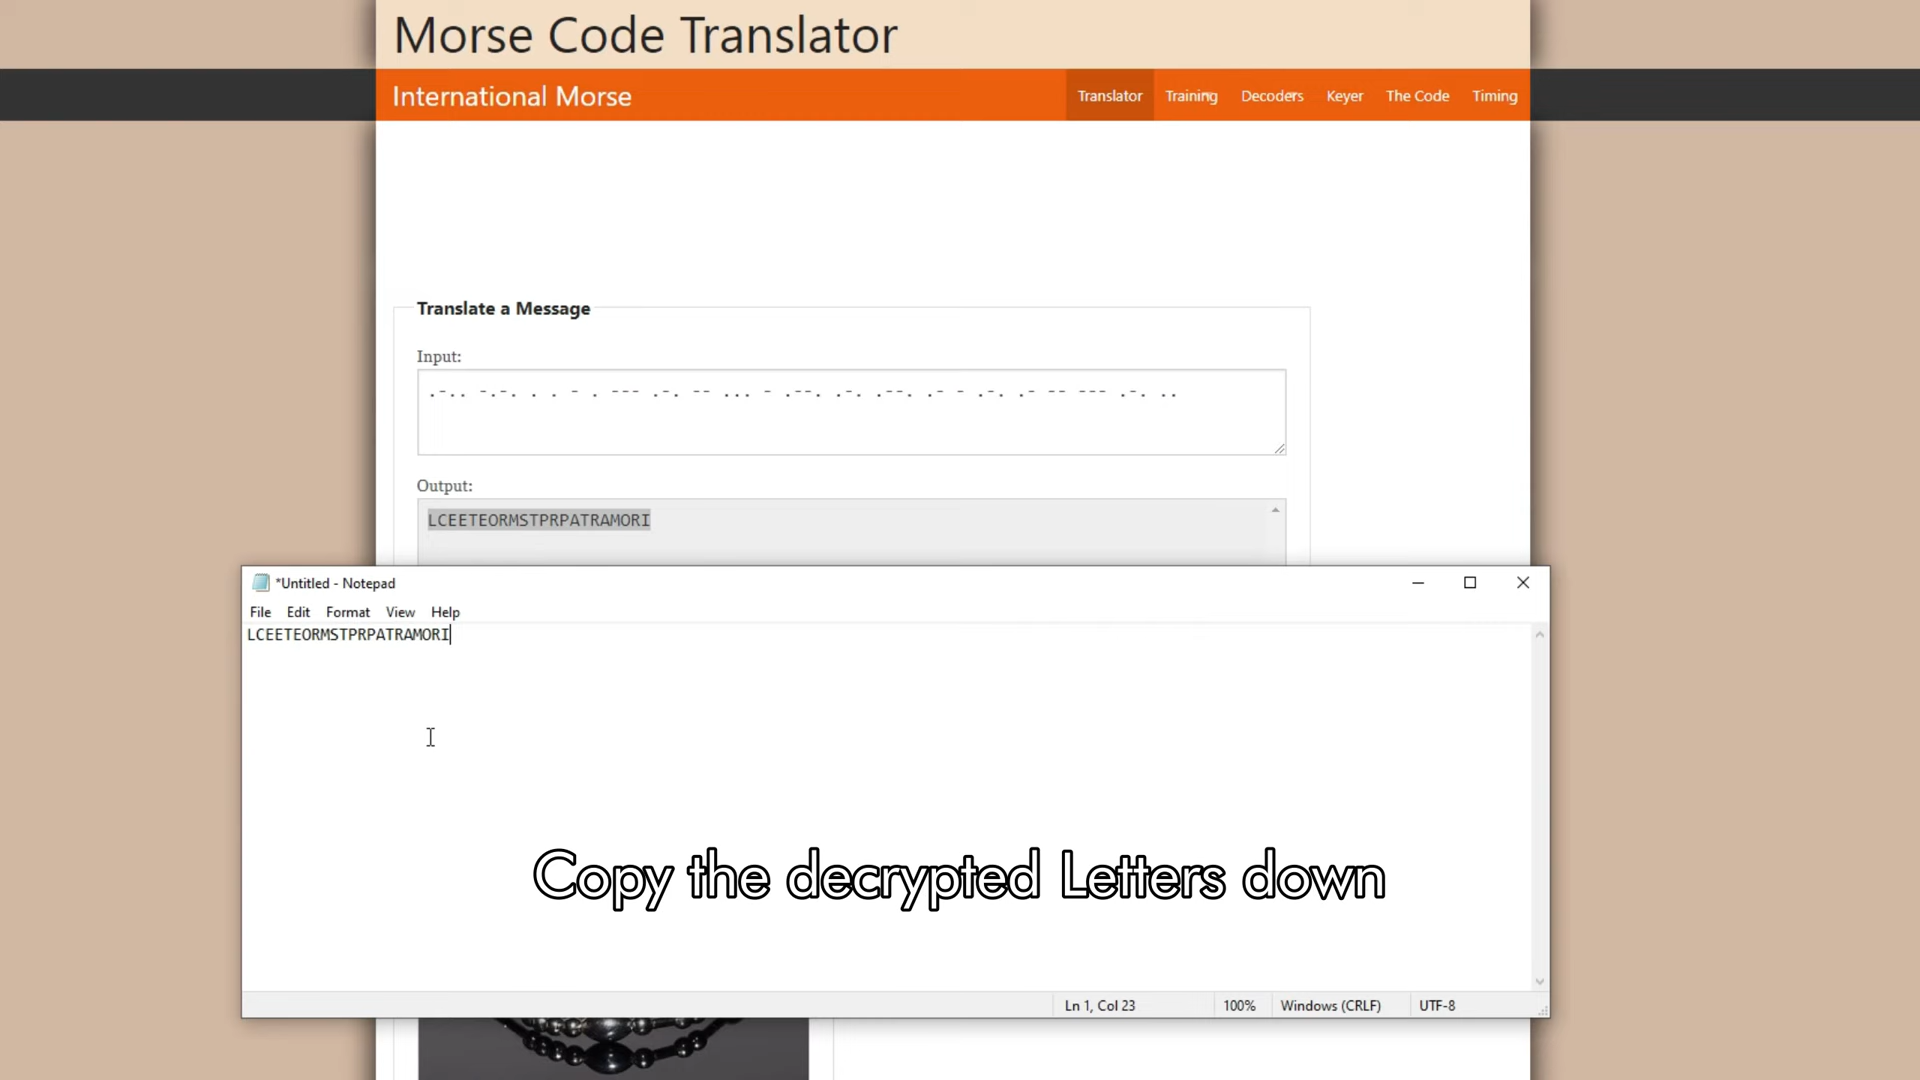 Morse Code Translator
International Morse
Translator Training Decoders Keyer The Code Timing
Translate a Message
Input:
.-.. -.-. . . - . --- .-. -- ... - .--. .-. .--. .- - .-. .- -- --- .-. ..
Output:
LCEETEORMSTPRPATRAMORI
*Untitled - Notepad
File Edit Format View Help
LCEETEORMSTPRPATRAMORI
Copy the decrypted Letters down
Ln 1, Col 23 100% Windows (CRLF) UTF-8